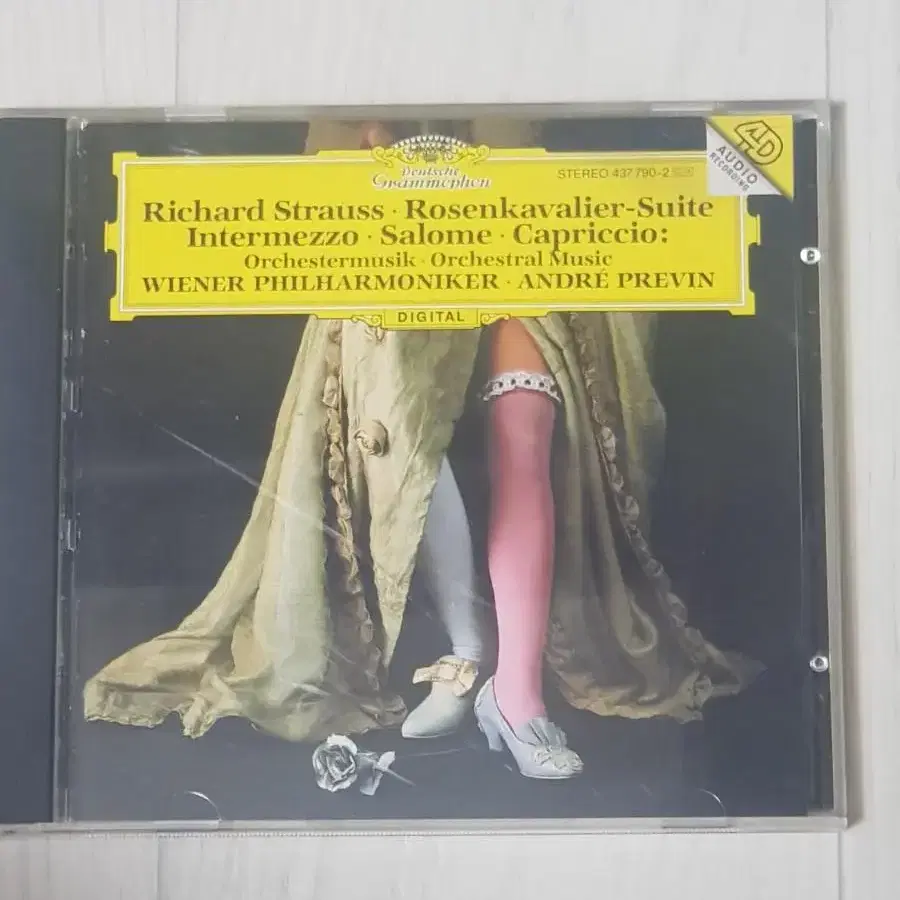 Deutsche
Grammophon
STEREO 437 790-2
4D
AUDIO
RECORDING
Richard Strauss · Rosenkavalier-Suite
Intermezzo · Salome · Capriccio:
Orchestermusik · Orchestral Music
WIENER PHILHARMONIKER · ANDRÉ PREVIN
DIGITAL